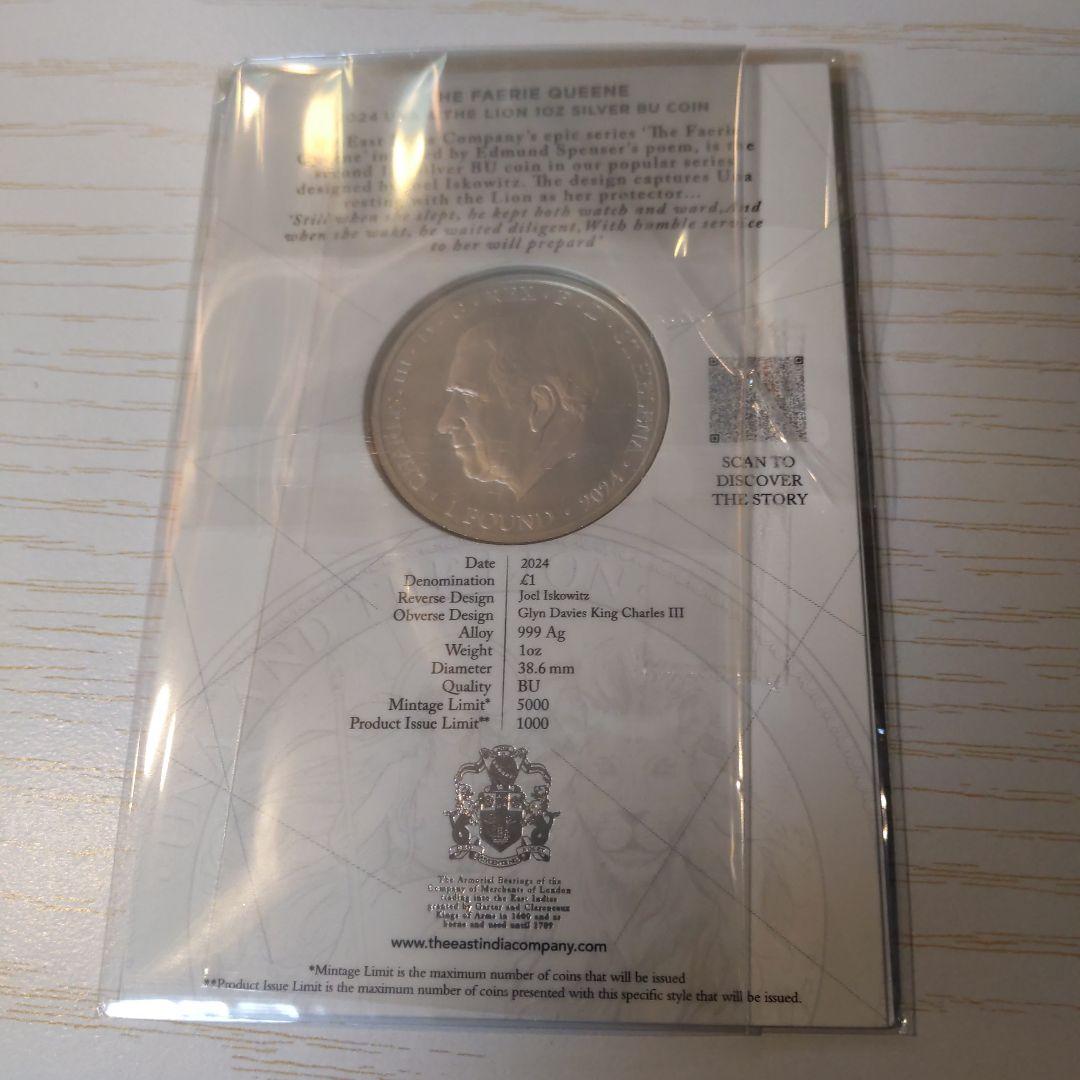 THE FAERIE QUEENE
2024 THE LION 1OZ SILVER BU COIN
East Company's epic series 'The Faerie
by Edmund Spenser's poem, is the
second silver BU coin in our popular series
designed by Joel Iskowitz. The design captures Una
resting with the Lion as her protector...
'Still when she slept, he kept both watch and ward,And
when she wakt, he waited diligent,With humble service
to her will prepard'
CHARLES III · REX · F·D · ST HELENA · 2024
1 POUND
SCAN TO
DISCOVER
THE STORY
Date 2024
Denomination £1
Reverse Design Joel Iskowitz
Obverse Design Glyn Davies King Charles III
Alloy 999 Ag
Weight 1oz
Diameter 38.6 mm
Quality BU
Mintage Limit* 5000
Product Issue Limit** 1000
The Armorial Bearings of the
Company of Merchants of London
trading into the East Indies
granted by Garter and Clarenceux
Kings of Arms in 1600 and as
borne and used until 1709
www.theeastindiacompany.com
*Mintage Limit is the maximum number of coins that will be issued
**Product Issue Limit is the maximum number of coins presented with this specific style that will be issued.